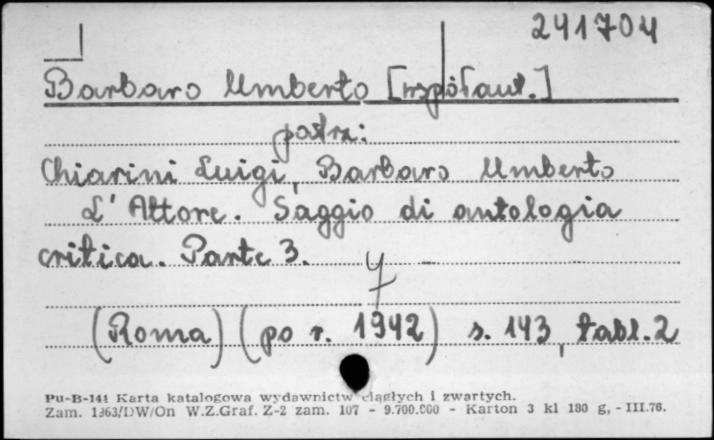 241704
Barbaro Umberto [współaut.]
patrz:
Chiarini Luigi, Barbaro Umberto
L' Attore. Saggio di antologia
critica. Parte 3. y –
(Roma) (po r. 1942) s. 143, tabl. 2
Pu-B-144 Karta katalogowa wydawnictw ciągłych i zwartych.
Zam. 1963/DW/On W.Z.Graf. Z-2 zam. 107 - 9.700.000 - Karton 3 kl 180 g, - III.76.